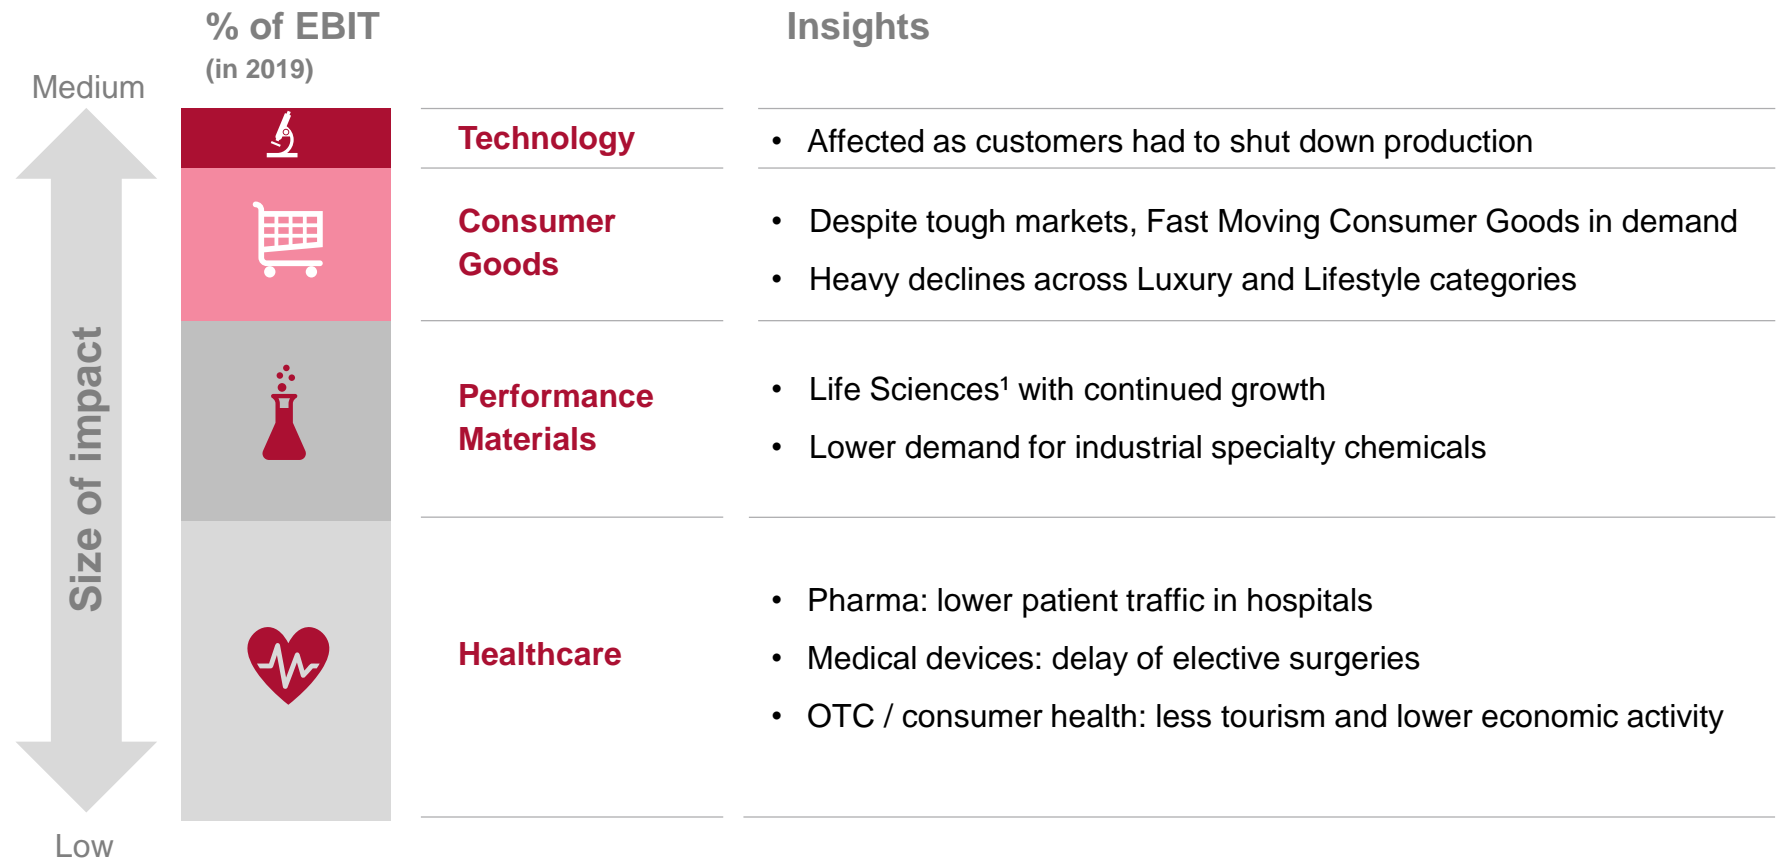 % of EBIT
(in 2019)
Insights
Medium
Size of impact
Low
Technology
• Affected as customers had to shut down production
Consumer
Goods
• Despite tough markets, Fast Moving Consumer Goods in demand
• Heavy declines across Luxury and Lifestyle categories
Performance
Materials
• Life Sciences¹ with continued growth
• Lower demand for industrial specialty chemicals
Healthcare
• Pharma: lower patient traffic in hospitals
• Medical devices: delay of elective surgeries
• OTC / consumer health: less tourism and lower economic activity